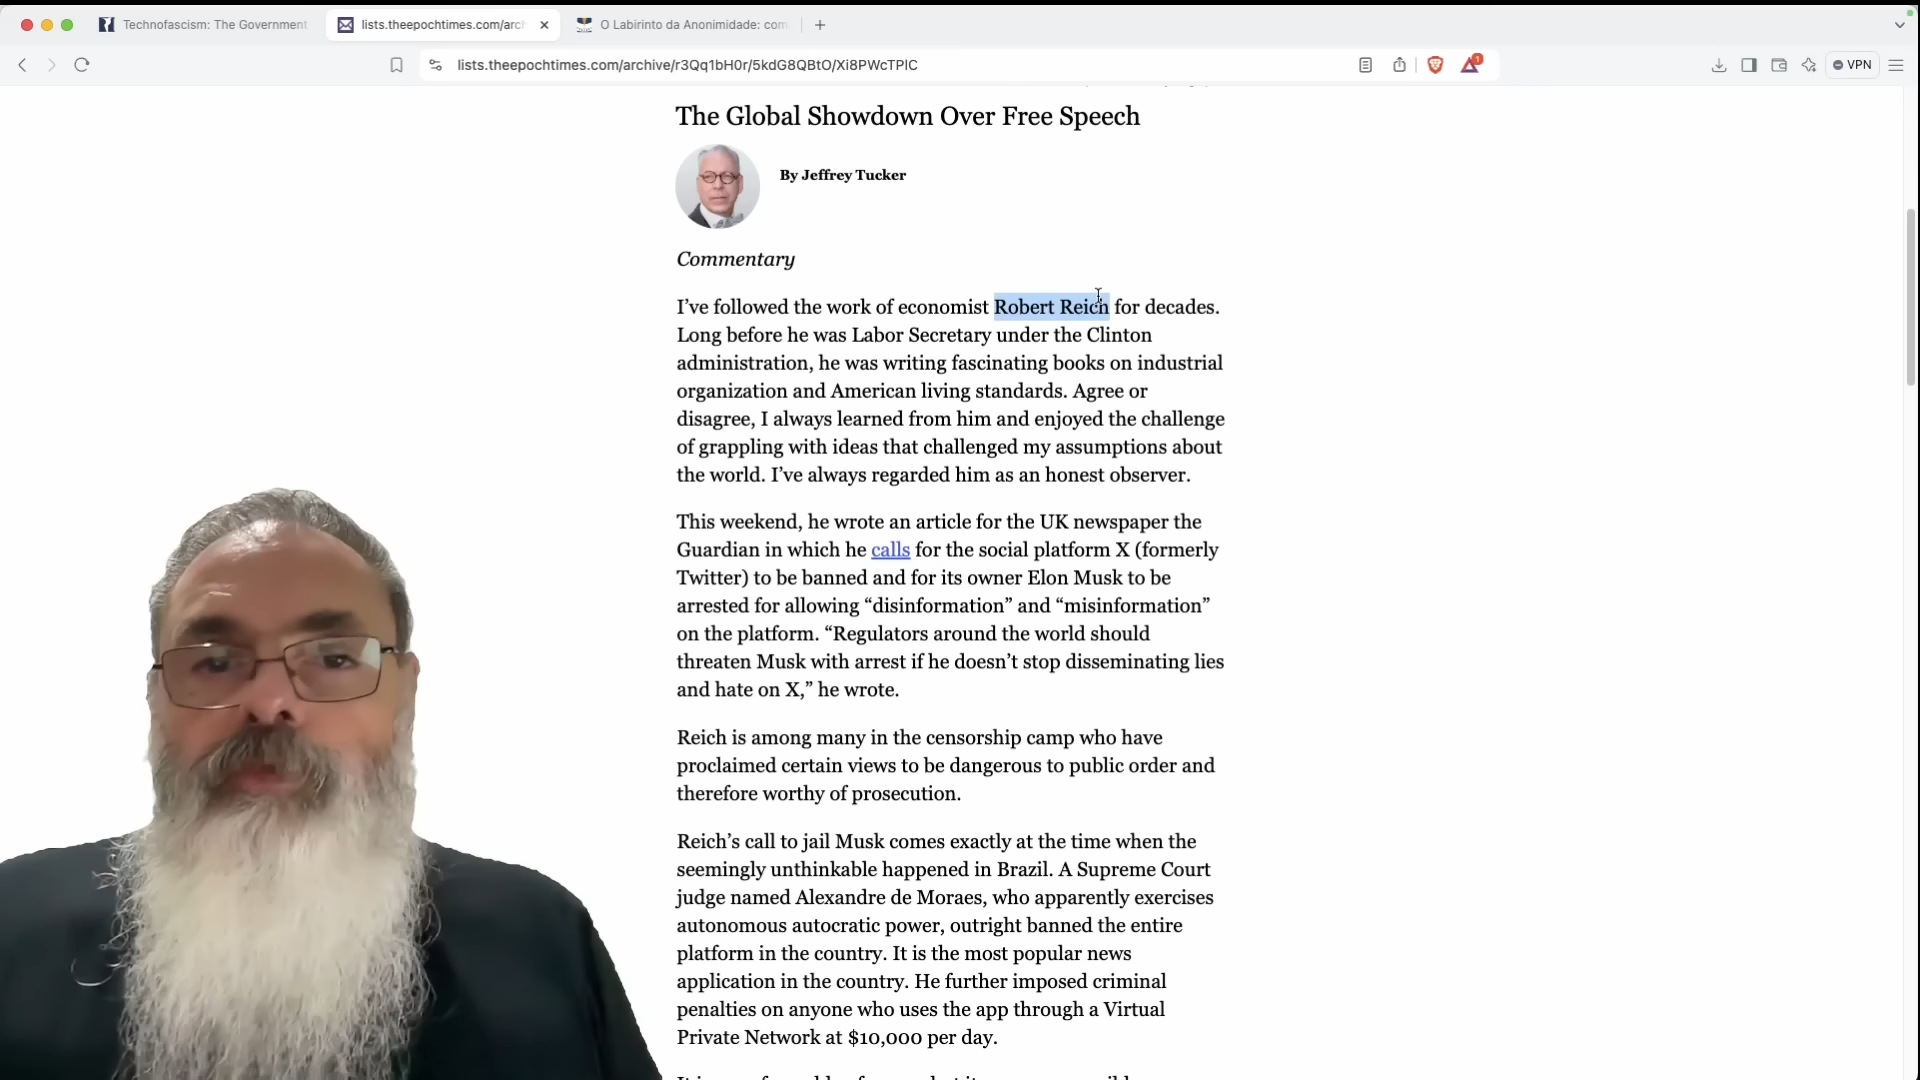 Technofascism: The Government
lists.theepochtimes.com/arc
O Labirinto da Anonimidade: com
lists.theepochtimes.com/archive/r3Qq1bH0r/5kdG8QBtO/Xi8PWcTPlC
1
VPN
The Global Showdown Over Free Speech
By Jeffrey Tucker
Commentary
I’ve followed the work of economist Robert Reich for decades.
Long before he was Labor Secretary under the Clinton
administration, he was writing fascinating books on industrial
organization and American living standards. Agree or
disagree, I always learned from him and enjoyed the challenge
of grappling with ideas that challenged my assumptions about
the world. I’ve always regarded him as an honest observer.
This weekend, he wrote an article for the UK newspaper the
Guardian in which he calls for the social platform X (formerly
Twitter) to be banned and for its owner Elon Musk to be
arrested for allowing “disinformation” and “misinformation”
on the platform. “Regulators around the world should
threaten Musk with arrest if he doesn’t stop disseminating lies
and hate on X,” he wrote.
Reich is among many in the censorship camp who have
proclaimed certain views to be dangerous to public order and
therefore worthy of prosecution.
Reich’s call to jail Musk comes exactly at the time when the
seemingly unthinkable happened in Brazil. A Supreme Court
judge named Alexandre de Moraes, who apparently exercises
autonomous autocratic power, outright banned the entire
platform in the country. It is the most popular news
application in the country. He further imposed criminal
penalties on anyone who uses the app through a Virtual
Private Network at $10,000 per day.